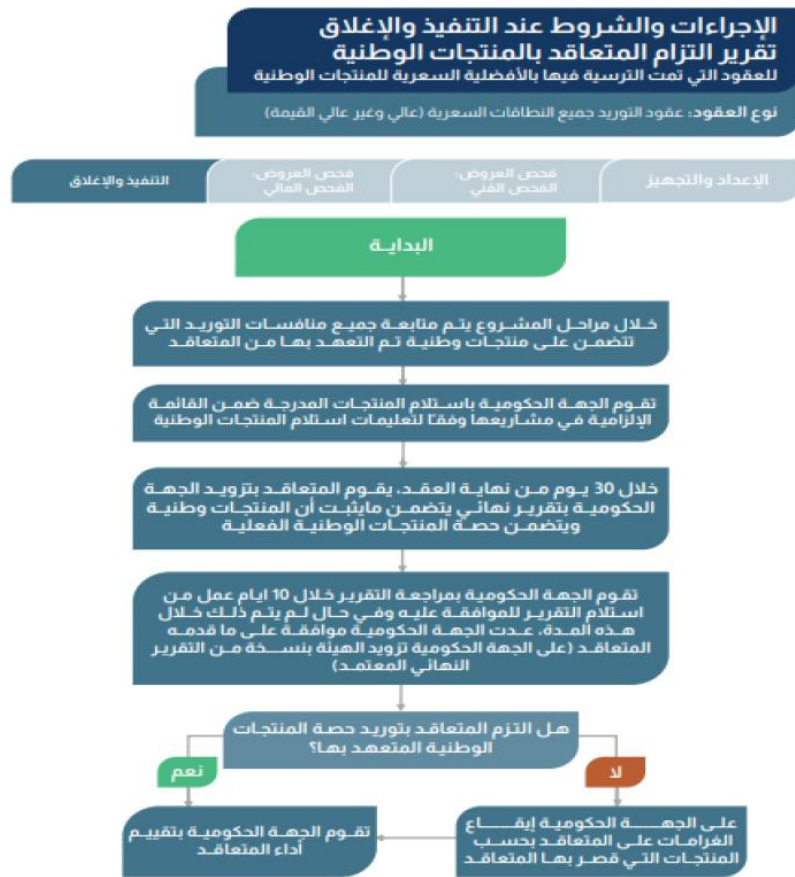 الإجراءات والشروط عند التنفيذ والإغلاق
تقرير التزام المتعاقد بالمنتجات الوطنية
للعقود التي تمت الترسية فيها بالأفضلية السعرية للمنتجات الوطنية
نوع العقود: عقود التوريد جميع النطاقات السعرية (عالي وغير عالي القيمة)
الإعداد والتجهيز
فحص العروض:
الفحص الفني
فحص العروض:
الفحص المالي
التنفيذ والإغلاق
البداية
خلال مراحل المشروع يتم متابعة جميع منافسات التوريد التي
تتضمن على منتجات وطنية تم التعهد بها من المتعاقد
تقوم الجهة الحكومية باستلام المنتجات المدرجة ضمن القائمة
الإلزامية في مشاريعها وفقًا لتعليمات استلام المنتجات الوطنية
خلال 30 يوم من نهاية العقد، يقوم المتعاقد بتزويد الجهة
الحكومية بتقرير نهائي يتضمن مايثبت أن المنتجات وطنية
ويتضمن حصة المنتجات الوطنية الفعلية
تقوم الجهة الحكومية بمراجعة التقرير خلال 10 ايام عمل من
استلام التقرير للموافقة عليه وفي حال لم يتم ذلك خلال
هذه المدة، عدت الجهة الحكومية موافقة على ما قدمه
المتعاقد (على الجهة الحكومية تزويد الهيئة بنسخة من التقرير
النهائي المعتمد)
هل التزم المتعاقد بتوريد حصة المنتجات
الوطنية المتعهد بها؟
لا
نعم
على الجهة الحكومية إيقاع
الغرامات على المتعاقد بحسب
المنتجات التي قصر بها المتعاقد
تقوم الجهة الحكومية بتقييم
أداء المتعاقد